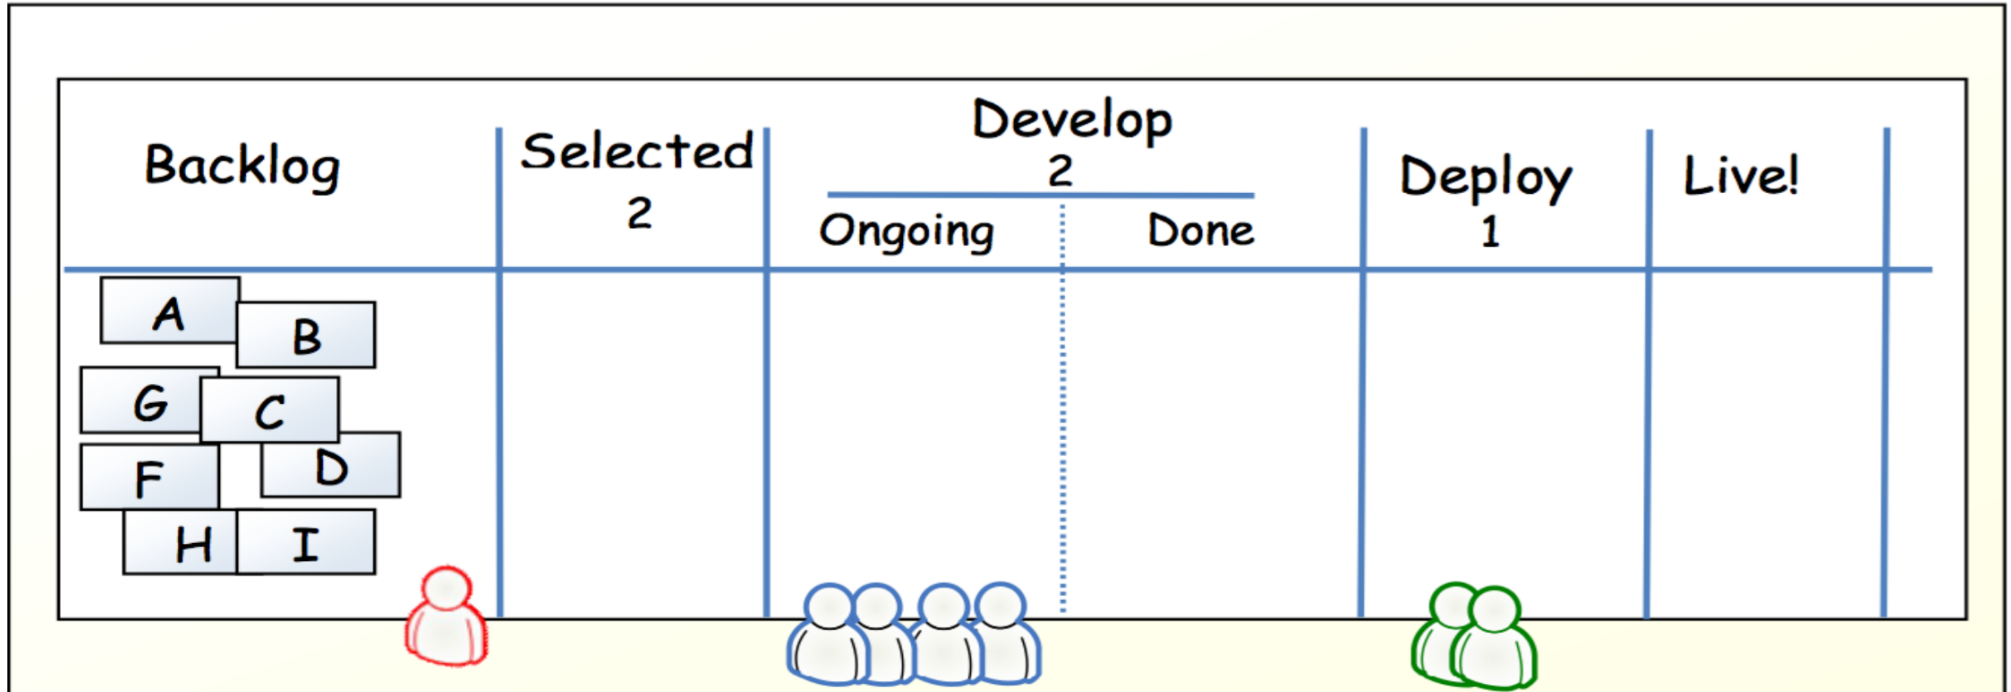 Backlog
Selected
2
Develop
2
Ongoing Done
Deploy
1
Live!
A
B
G
C
F
D
H
I